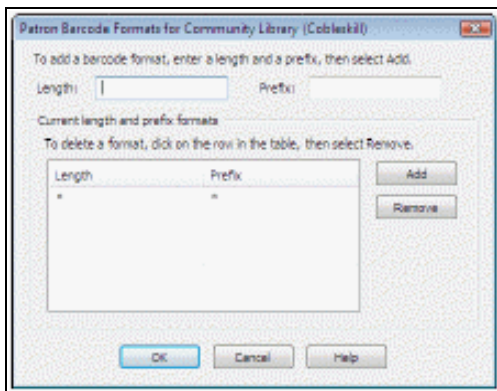 Patron Barcode Formats for Community Library (Cobleskill)
To add a barcode format, enter a length and a prefix, then select Add.
Length: Prefix:
Current length and prefix formats
To delete a format, click on the row in the table, then select Remove.
Length Prefix Add
* *
Remove
OK Cancel Help